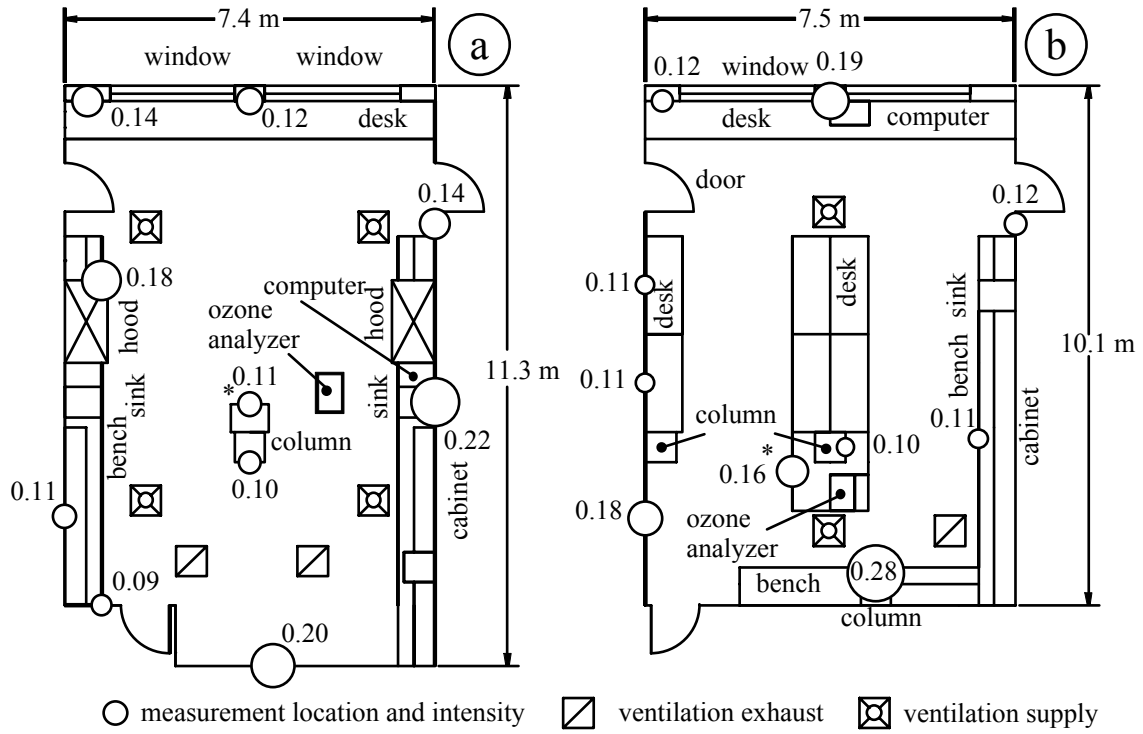 7.4 m
window
window
a
0.14
0.12
desk
0.14
0.18
hood
computer
hood
ozone
analyzer
11.3 m
0.11
*
sink
sink
column
0.22
bench
0.10
0.11
cabinet
0.09
0.20
7.5 m
b
0.12
window
0.19
desk
computer
door
0.12
0.11
desk
desk
sink
bench
10.1 m
0.11
column
0.11
cabinet
*
0.10
0.16
0.18
ozone
analyzer
bench
0.28
column
measurement location and intensity
ventilation exhaust
ventilation supply